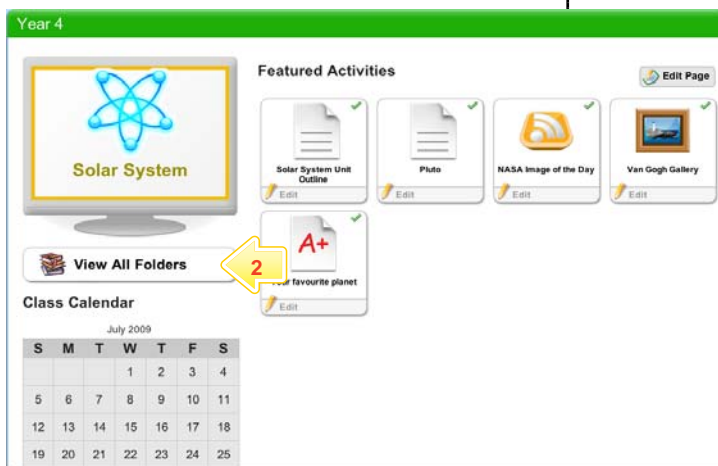 Year 4
Solar System
Featured Activities
Edit Page
Solar System Unit
Outline
Edit
Pluto
Edit
NASA Image of the Day
Edit
Van Gogh Gallery
Edit
A+
favourite planet
Edit
View All Folders
2
Class Calendar
July 2009
S M T W T F S
1 2 3 4
5 6 7 8 9 10 11
12 13 14 15 16 17 18
19 20 21 22 23 24 25